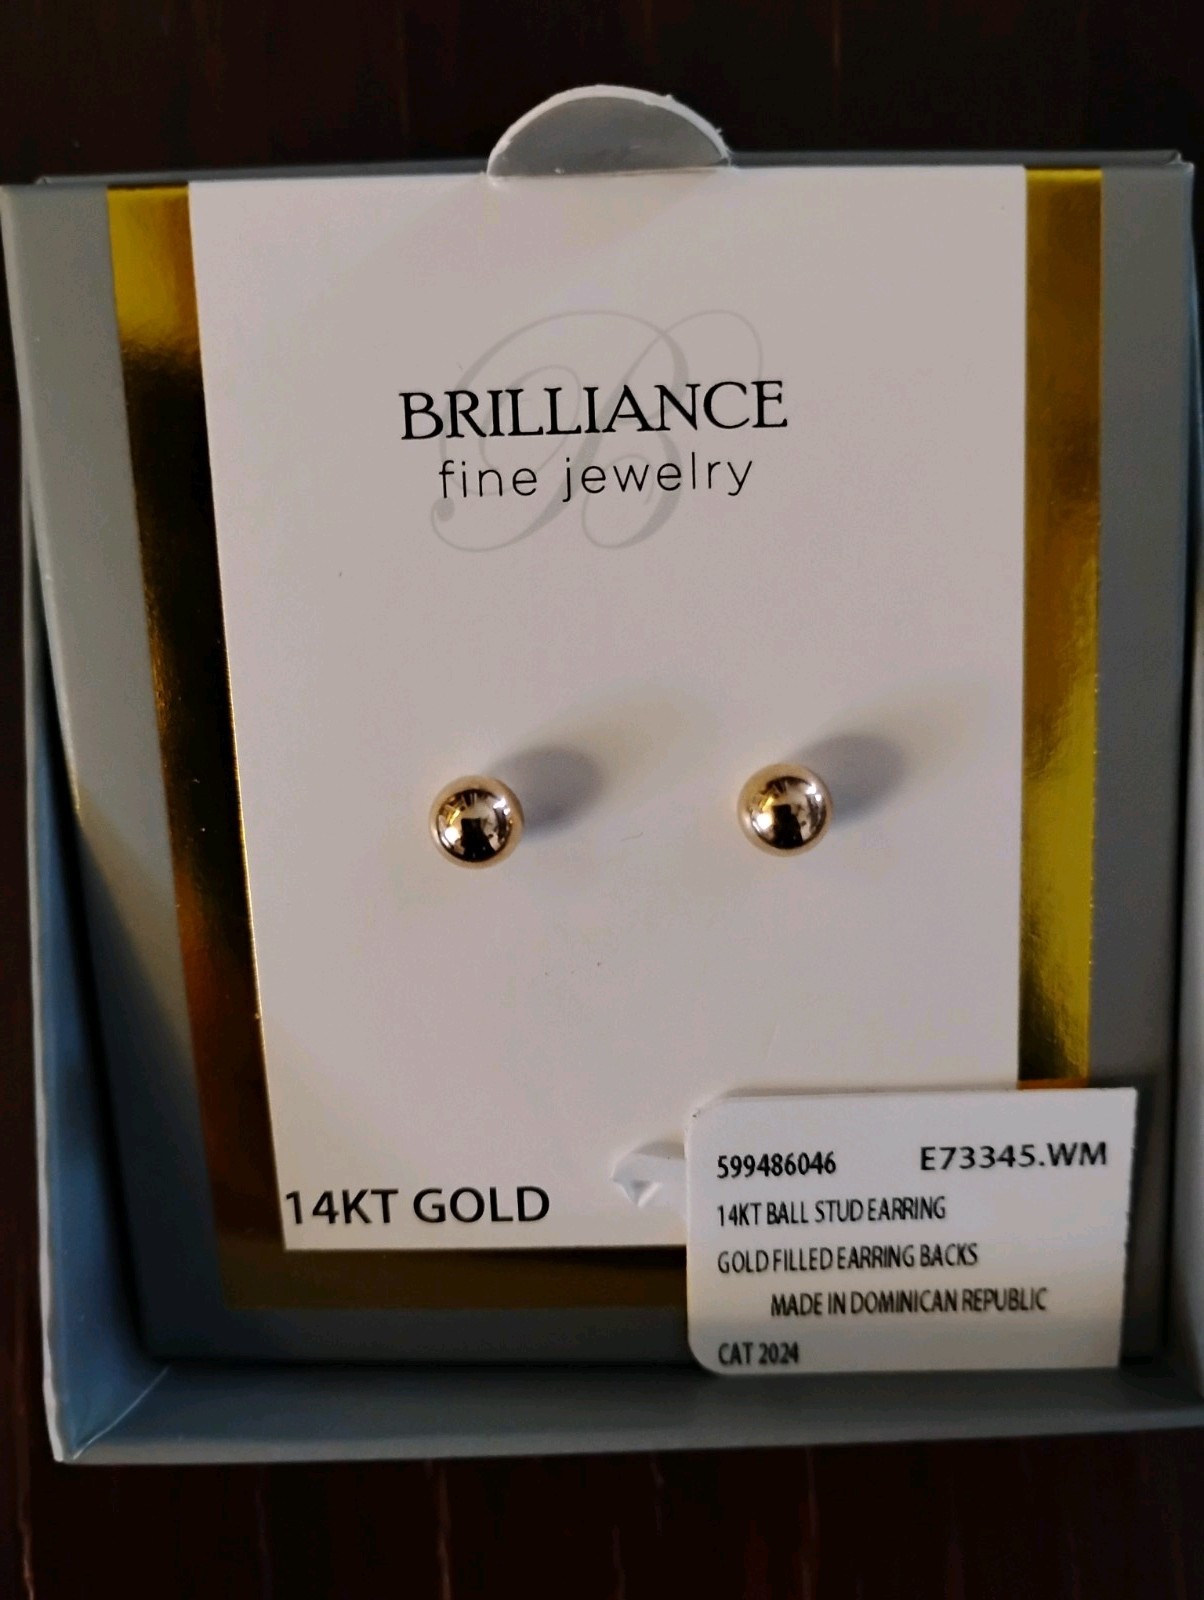 BRILLIANCE
fine jewelry
14KT GOLD
599486046 E73345.WM
14KT BALL STUD EARRING
GOLD FILLED EARRING BACKS
MADE IN DOMINICAN REPUBLIC
CAT 2024